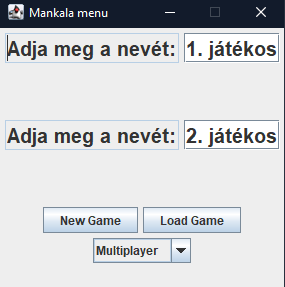 Mankala menu
Adja meg a nevét: 1. játékos
Adja meg a nevét: 2. játékos
New Game Load Game
Multiplayer